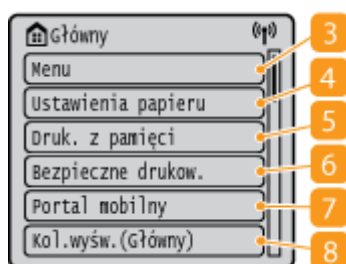 Główny
3
Menu
4
Ustawienia papieru
5
Druk. z pamięci
6
Bezpieczne drukow.
7
Portal mobilny
8
Kol.wyśw.(Główny)